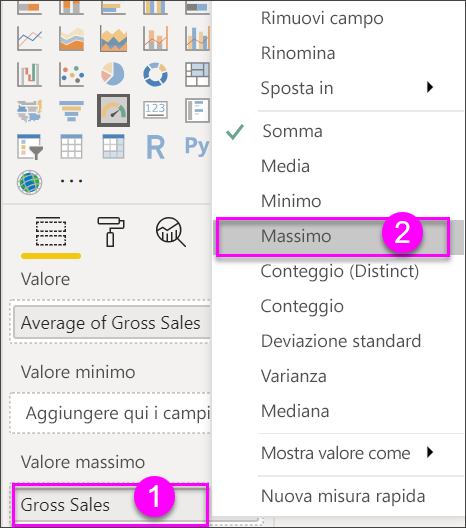 123
R
Py
...
Valore
Average of Gross Sales
Valore minimo
Aggiungere qui i campi
Valore massimo
Gross Sales
1
Rimuovi campo
Rinomina
Sposta in
Somma
Media
Minimo
Massimo
2
Conteggio (Distinct)
Conteggio
Deviazione standard
Varianza
Mediana
Mostra valore come
Nuova misura rapida